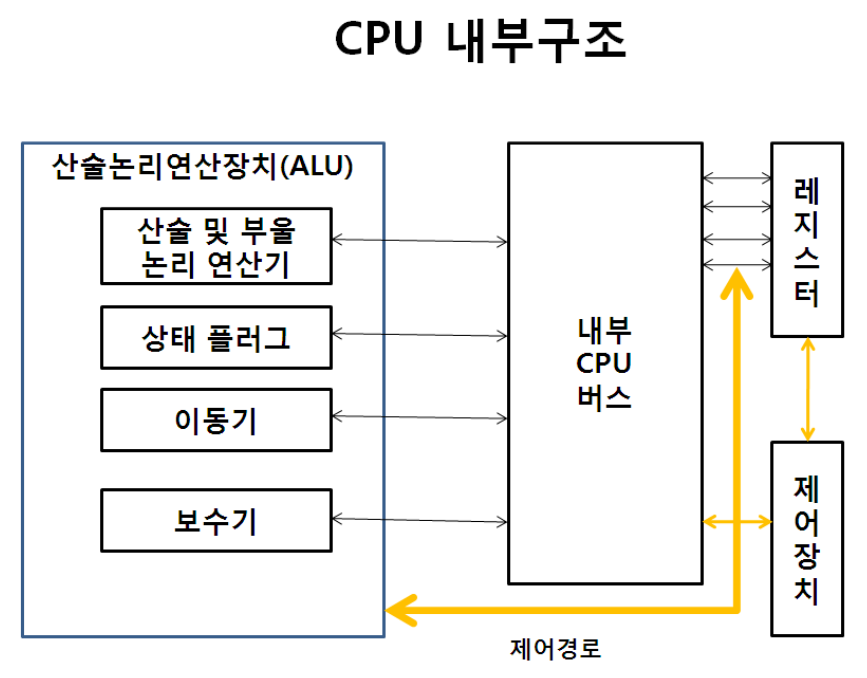 CPU 내부구조
산술논리연산장치(ALU)
산술 및 부울
논리 연산기
상태 플러그
이동기
보수기
내부
CPU
버스
레
지
스
터
제
어
장
치
제어경로